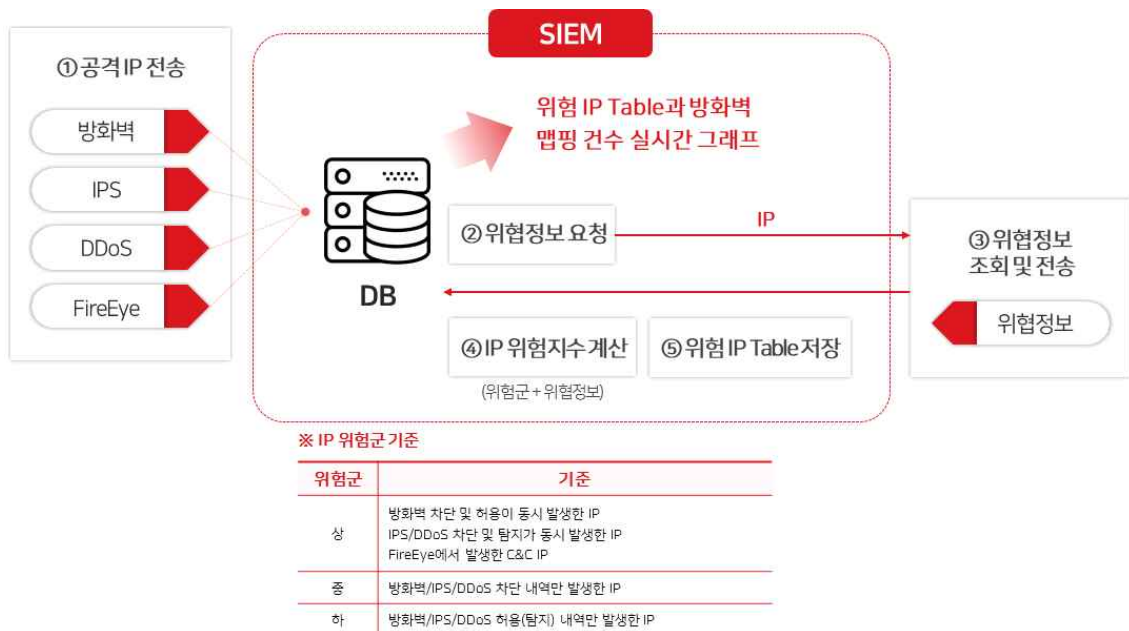 SIEM
①공격 IP 전송
방화벽
IPS
DDoS
FireEye
위험 IP Table과 방화벽
맵핑 건수 실시간 그래프
DB
②위협정보 요청
IP
③위협정보
조회 및 전송
위협정보
④IP 위험지수 계산
(위험군 + 위협정보)
⑤위험 IP Table 저장
※ IP 위험군 기준
위험군 기준
상
방화벽 차단 및 허용이 동시 발생한 IP
IPS/DDoS 차단 및 탐지가 동시 발생한 IP
FireEye에서 발생한 C&C IP
중 방화벽/IPS/DDoS 차단 내역만 발생한 IP
하 방화벽/IPS/DDoS 허용(탐지) 내역만 발생한 IP